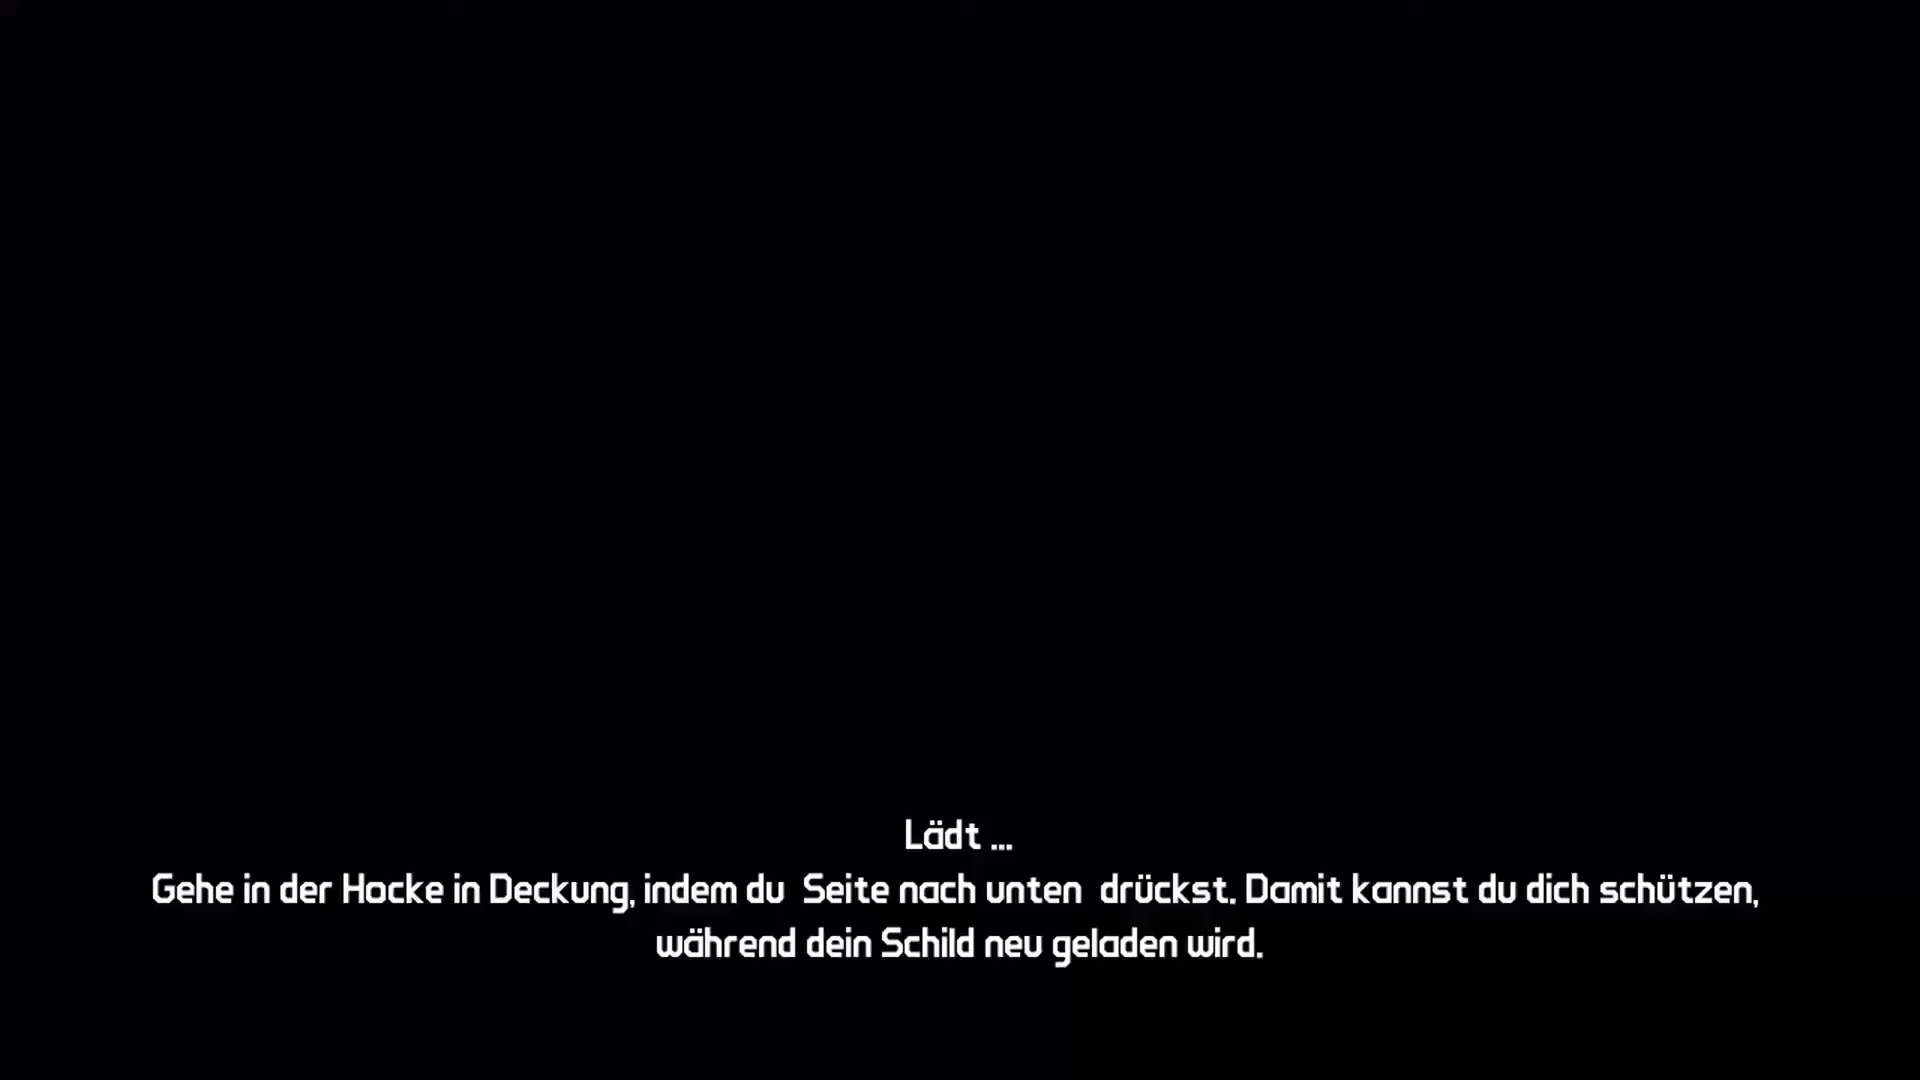 Lädt ...
Gehe in der Hocke in Deckung, indem du  Seite nach unten  drückst. Damit kannst du dich schützen,
während dein Schild neu geladen wird.